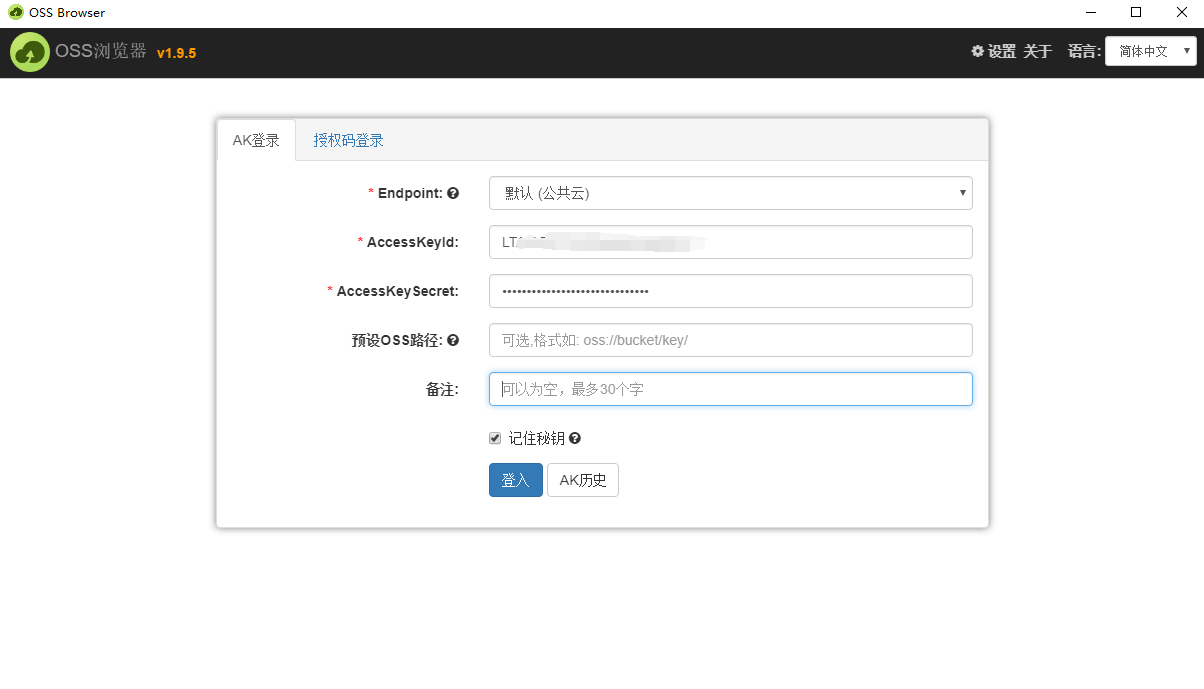 OSS Browser
OSS浏览器 v1.9.5 设置 关于 语言: 简体中文
AK登录 授权码登录
* Endpoint: 默认 (公共云)
* AccessKeyId: LT
* AccessKeySecret: ••••••••••••••••••••••••••••••
预设OSS路径: 可选,格式如: oss://bucket/key/
备注: 可以为空，最多30个字
记住秘钥
登入 AK历史